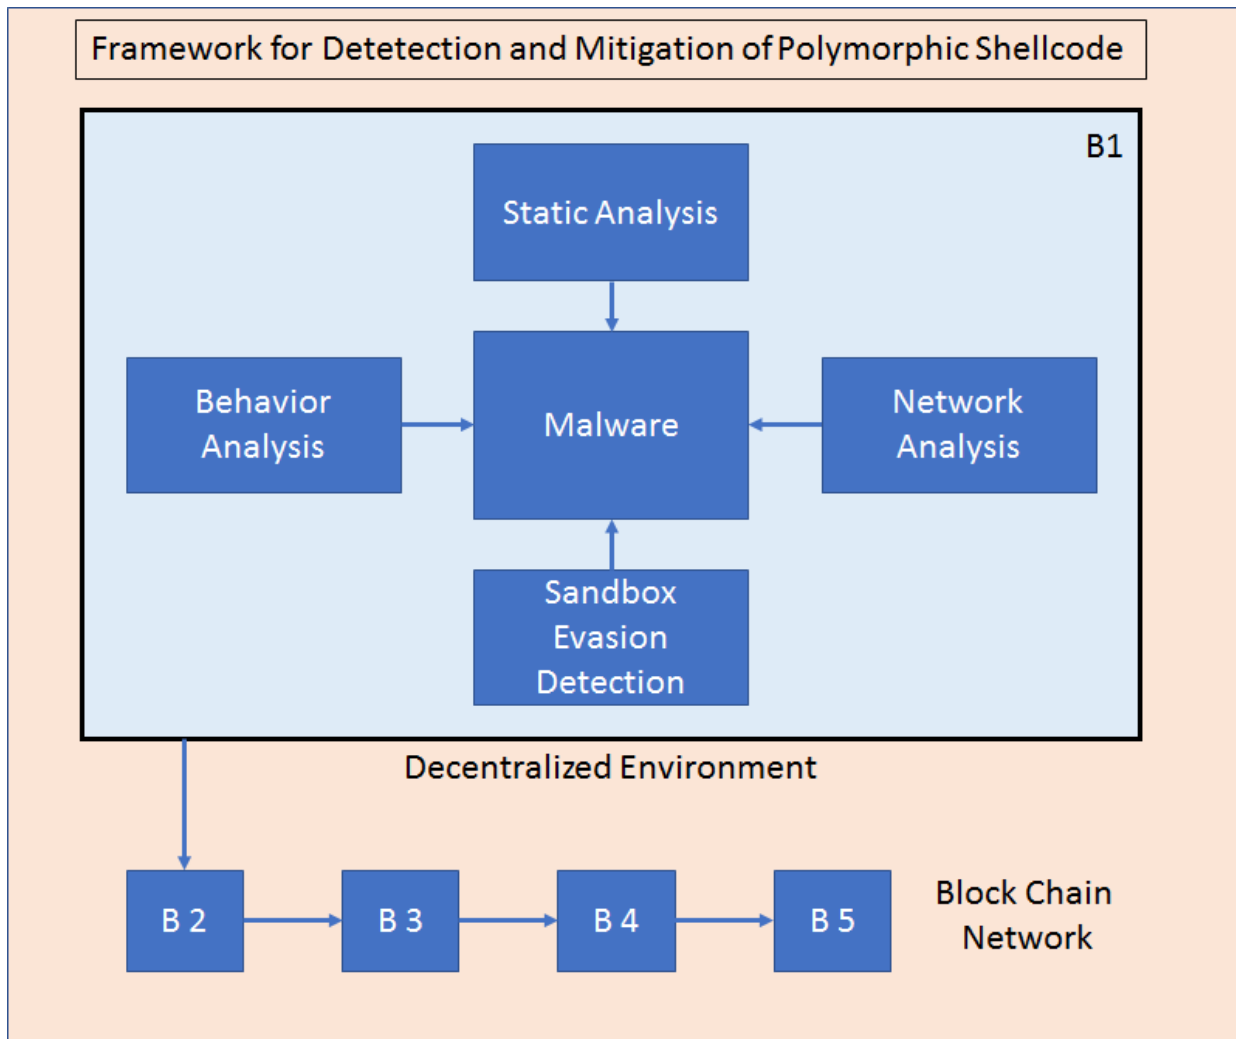 Framework for Detetection and Mitigation of Polymorphic Shellcode
B1
Static Analysis
Behavior
Analysis
Malware
Network
Analysis
Sandbox
Evasion
Detection
Decentralized Environment
B 2
B 3
B 4
B 5
Block Chain
Network